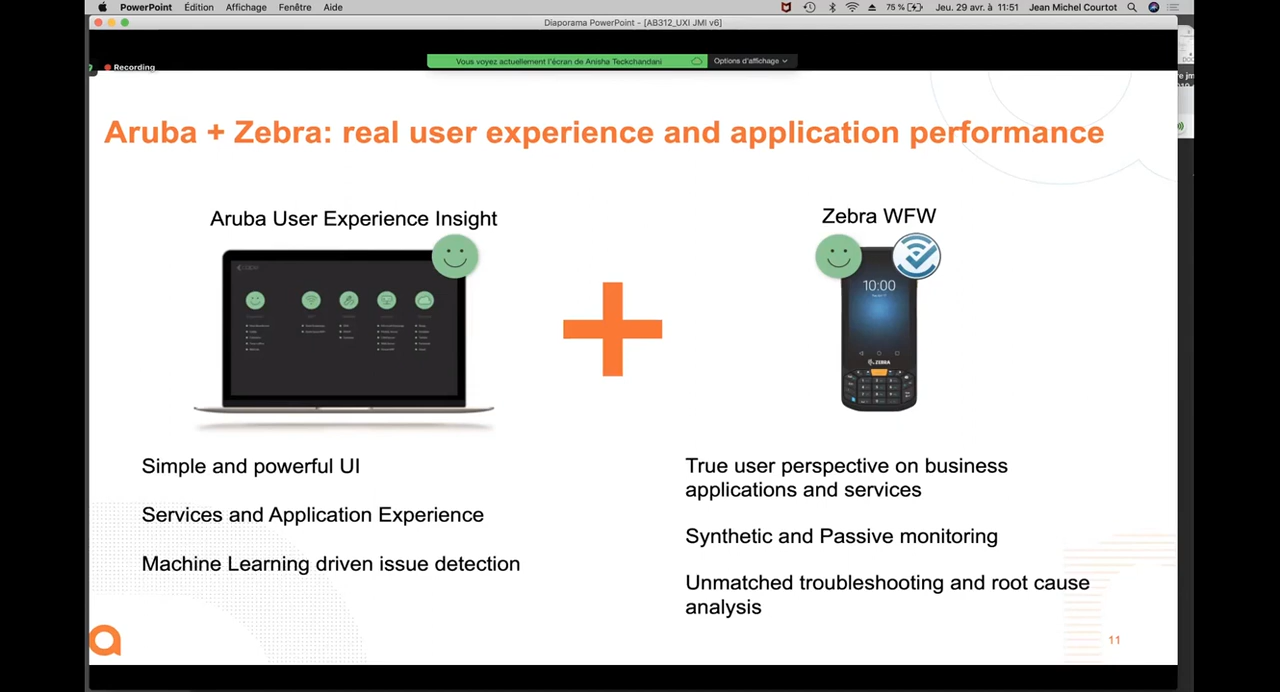 PowerPoint Édition Affichage Fenêtre Aide 75 % Jeu. 29 avr. à 11:51 Jean Michel Courtot
Diaporama PowerPoint - [AB312_UXI JMI v6]
Recording
Vous voyez actuellement l'écran de Anisha Teckchandani Options d'affichage
Aruba + Zebra: real user experience and application performance
Aruba User Experience Insight
Zebra WFW
10:00
ZEBRA
Simple and powerful UI
Services and Application Experience
Machine Learning driven issue detection
True user perspective on business
applications and services
Synthetic and Passive monitoring
Unmatched troubleshooting and root cause
analysis
11